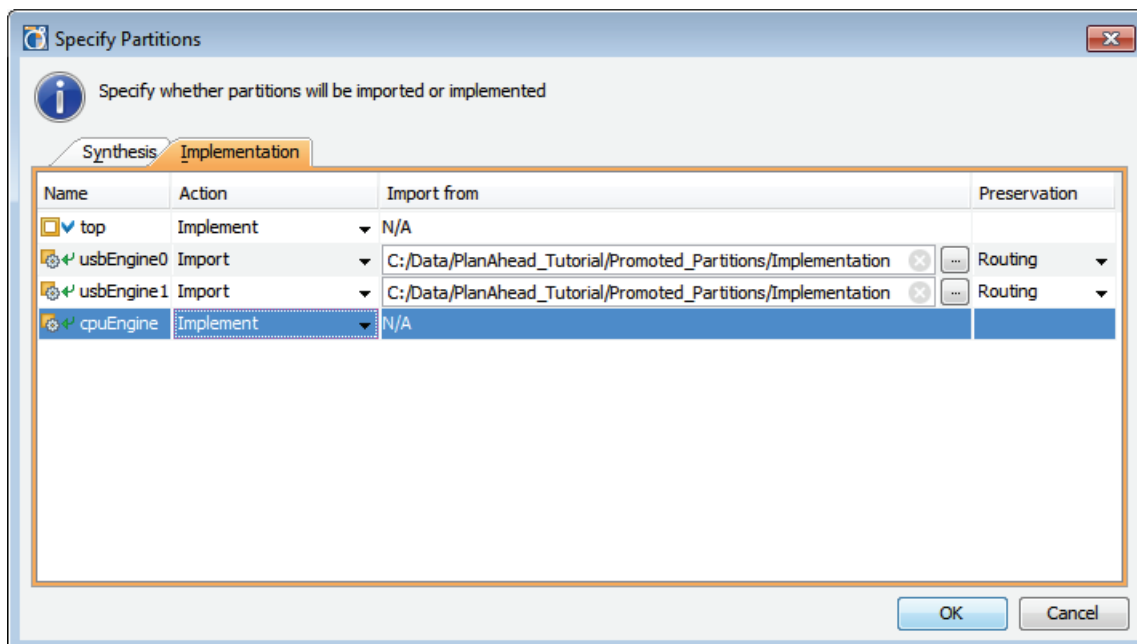 Specify Partitions
Specify whether partitions will be imported or implemented
Synthesis Implementation
Name Action Import from Preservation
top Implement N/A
usbEngine0 Import C:/Data/PlanAhead_Tutorial/Promoted_Partitions/Implementation ... Routing
usbEngine1 Import C:/Data/PlanAhead_Tutorial/Promoted_Partitions/Implementation ... Routing
cpuEngine Implement N/A
OK Cancel